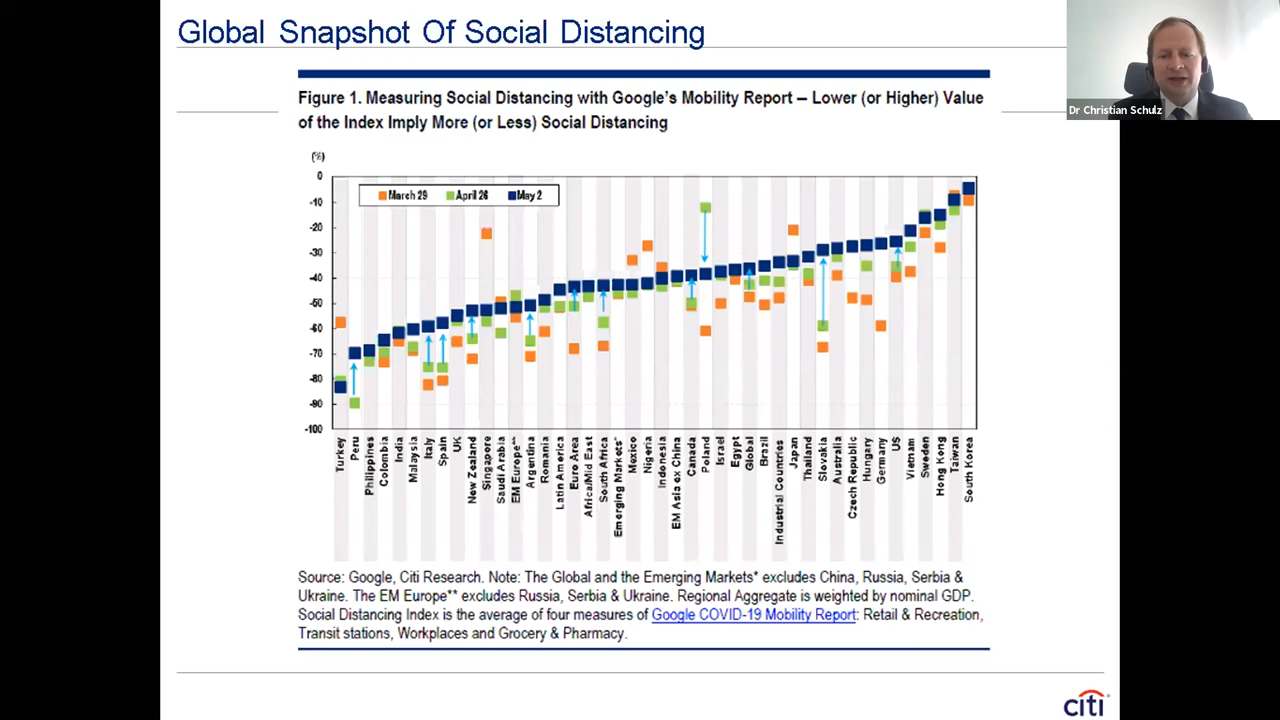 Global Snapshot Of Social Distancing
Dr Christian Schulz
Figure 1. Measuring Social Distancing with Google's Mobility Report – Lower (or Higher) Value
of the Index Imply More (or Less) Social Distancing
(%)
0
-10
-20
-30
-40
-50
-60
-70
-80
-90
-100
March 29
April 26
May 2
Turkey
Peru
Philippines
Colombia
India
Malaysia
Italy
Spain
UK
New Zealand
Singapore
Saudi Arabia
EM Europe**
Argentina
Romania
Latin America
Euro Area
Africa/Mid East
South Africa
Emerging Markets*
Mexico
Nigeria
Indonesia
EM Asia ex China
Canada
Poland
Israel
Egypt
Global
Brazil
Industrial Countries
Japan
Thailand
Slovakia
Australia
Czech Republic
Hungary
Germany
US
Vietnam
Sweden
Hong Kong
Taiwan
South Korea
Source: Google, Citi Research. Note: The Global and the Emerging Markets* excludes China, Russia, Serbia &
Ukraine. The EM Europe** excludes Russia, Serbia & Ukraine. Regional Aggregate is weighted by nominal GDP.
Social Distancing Index is the average of four measures of Google COVID-19 Mobility Report: Retail & Recreation,
Transit stations, Workplaces and Grocery & Pharmacy.
citi